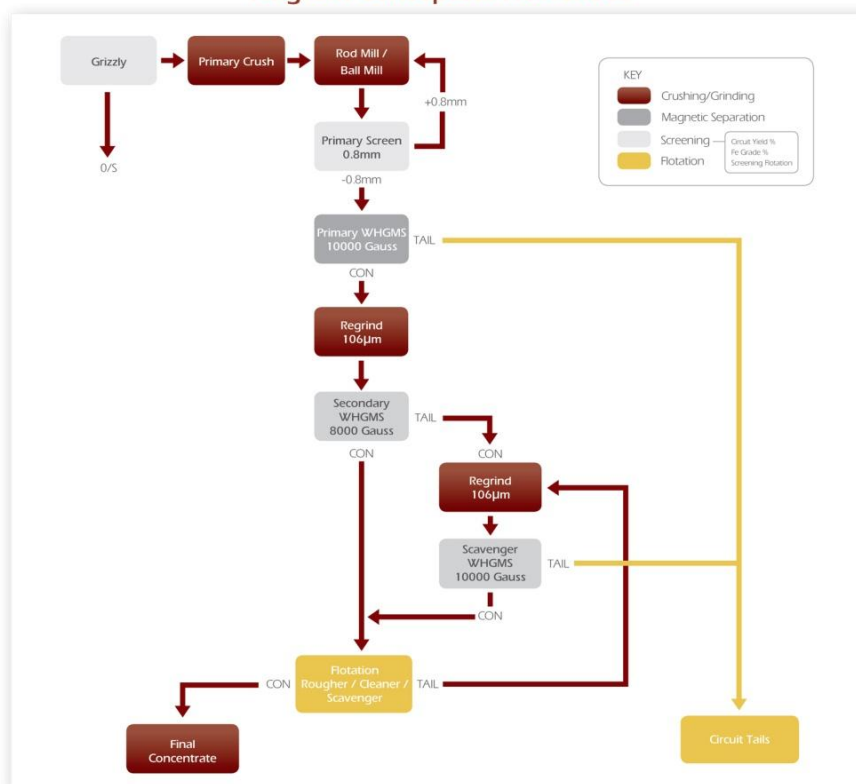 Grizzly
Primary Crush
Rod Mill /
Ball Mill
+0.8mm
O/S
Primary Screen
0.8mm
-0.8mm
KEY
Crushing/Grinding
Magnetic Separation
Screening
Flotation
Circuit Yield %
Fe Grade %
Screening Flotation
Primary WHGMS
10000 Gauss
TAIL
CON
Regrind
106µm
Secondary
WHGMS
8000 Gauss
TAIL
CON
CON
Regrind
106µm
Scavenger
WHGMS
10000 Gauss
TAIL
CON
Flotation
Rougher / Cleaner /
Scavenger
CON
TAIL
Final
Concentrate
Circuit Tails